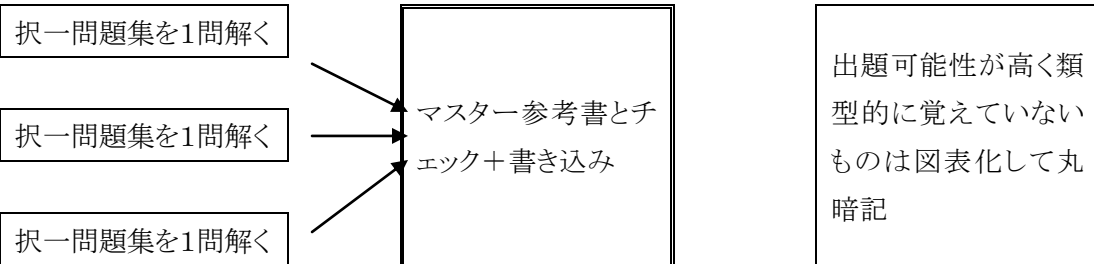 択一問題集を1問解く
択一問題集を1問解く
択一問題集を1問解く
マスター参考書とチ
ェック+書き込み
出題可能性が高く類
型的に覚えていない
ものは図表化して丸
暗記